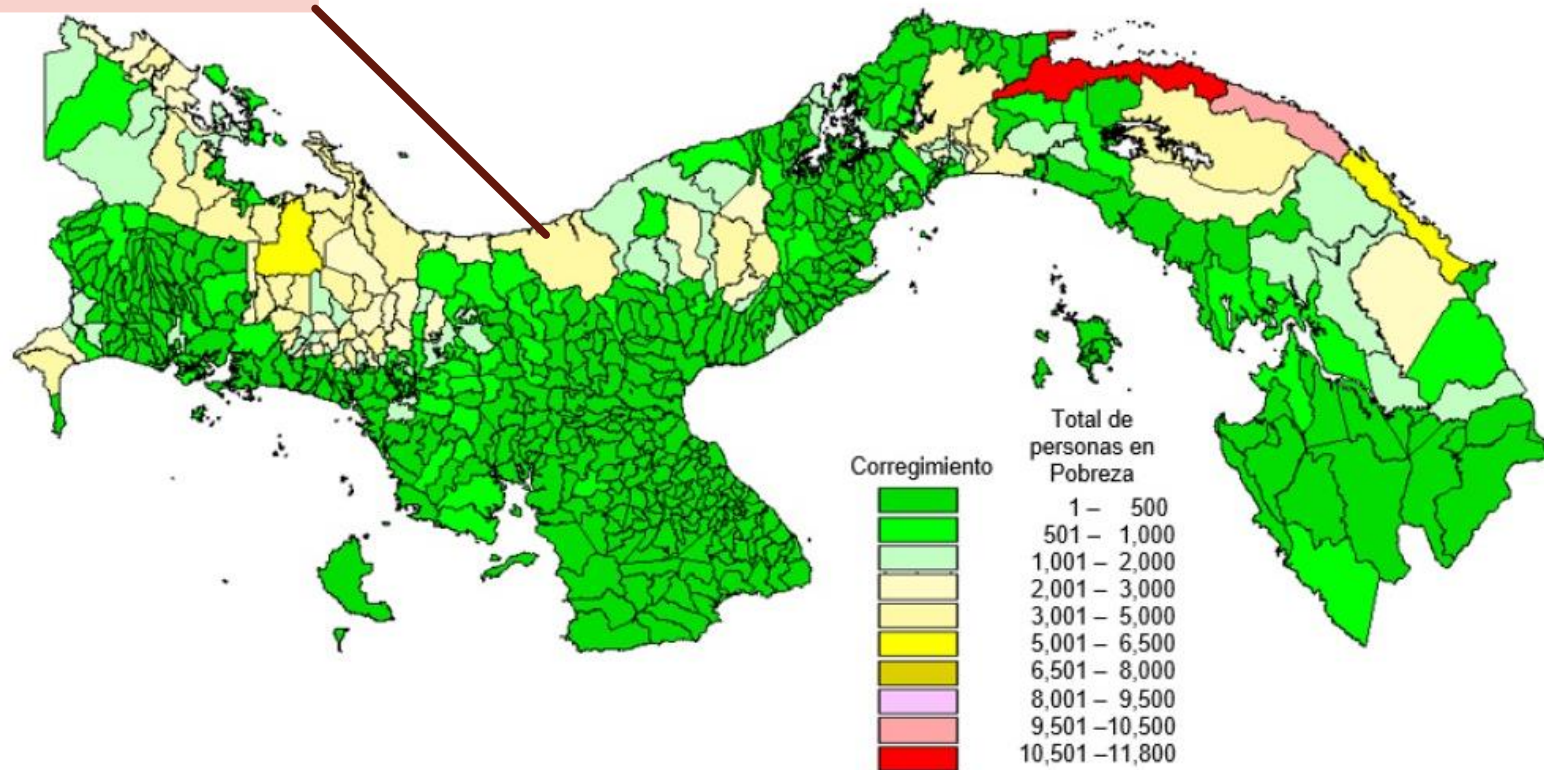 Corregimiento
Total de
personas en
Pobreza
1 – 500
501 – 1,000
1,001 – 2,000
2,001 – 3,000
3,001 – 5,000
5,001 – 6,500
6,501 – 8,000
8,001 – 9,500
9,501 –10,500
10,501 –11,800